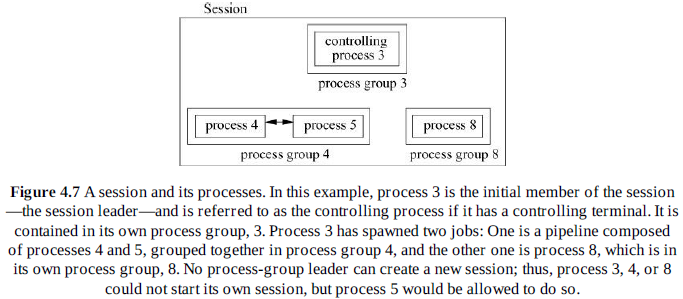 Session
controlling
process 3
process group 3
process 4
process 5
process 8
process group 4
process group 8
Figure 4.7 A session and its processes. In this example, process 3 is the initial member of the session
—the session leader—and is referred to as the controlling process if it has a controlling terminal. It is
contained in its own process group, 3. Process 3 has spawned two jobs: One is a pipeline composed
of processes 4 and 5, grouped together in process group 4, and the other one is process 8, which is in
its own process group, 8. No process-group leader can create a new session; thus, process 3, 4, or 8
could not start its own session, but process 5 would be allowed to do so.